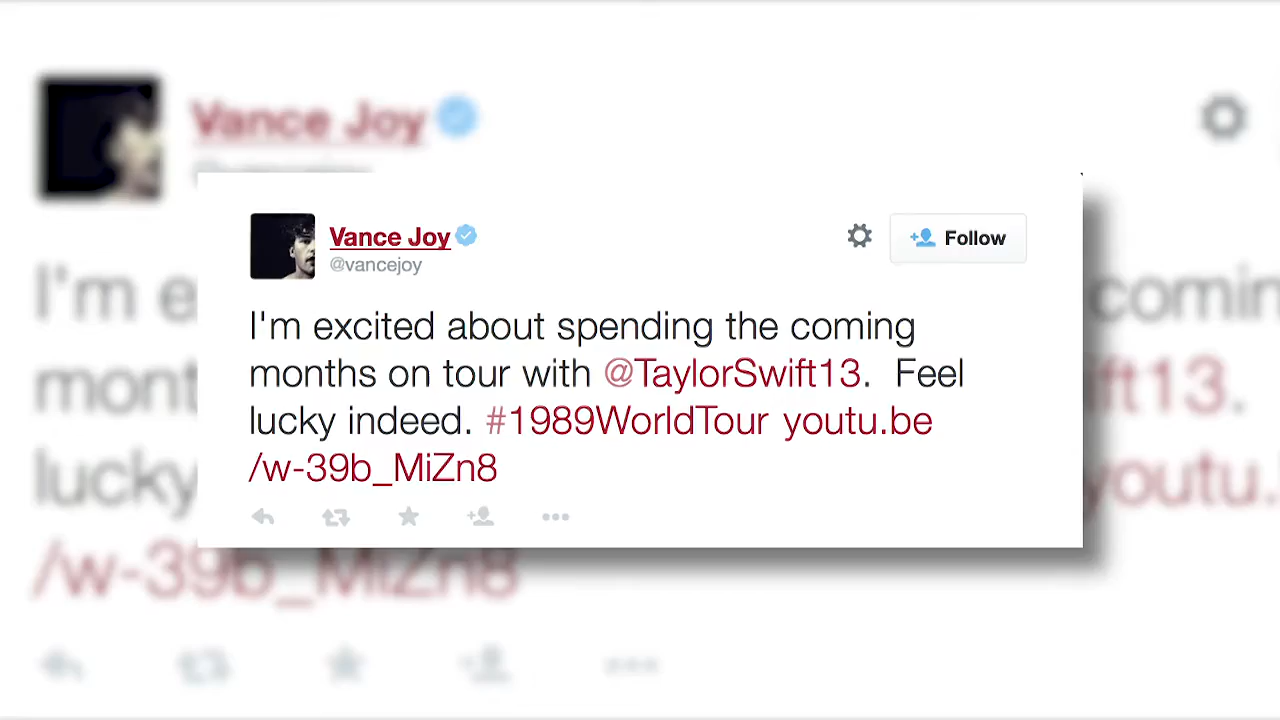 Vance Joy
@vancejoy
Follow
I'm excited about spending the coming
months on tour with @TaylorSwift13. Feel
lucky indeed. #1989WorldTour youtu.be
/w-39b_MiZn8